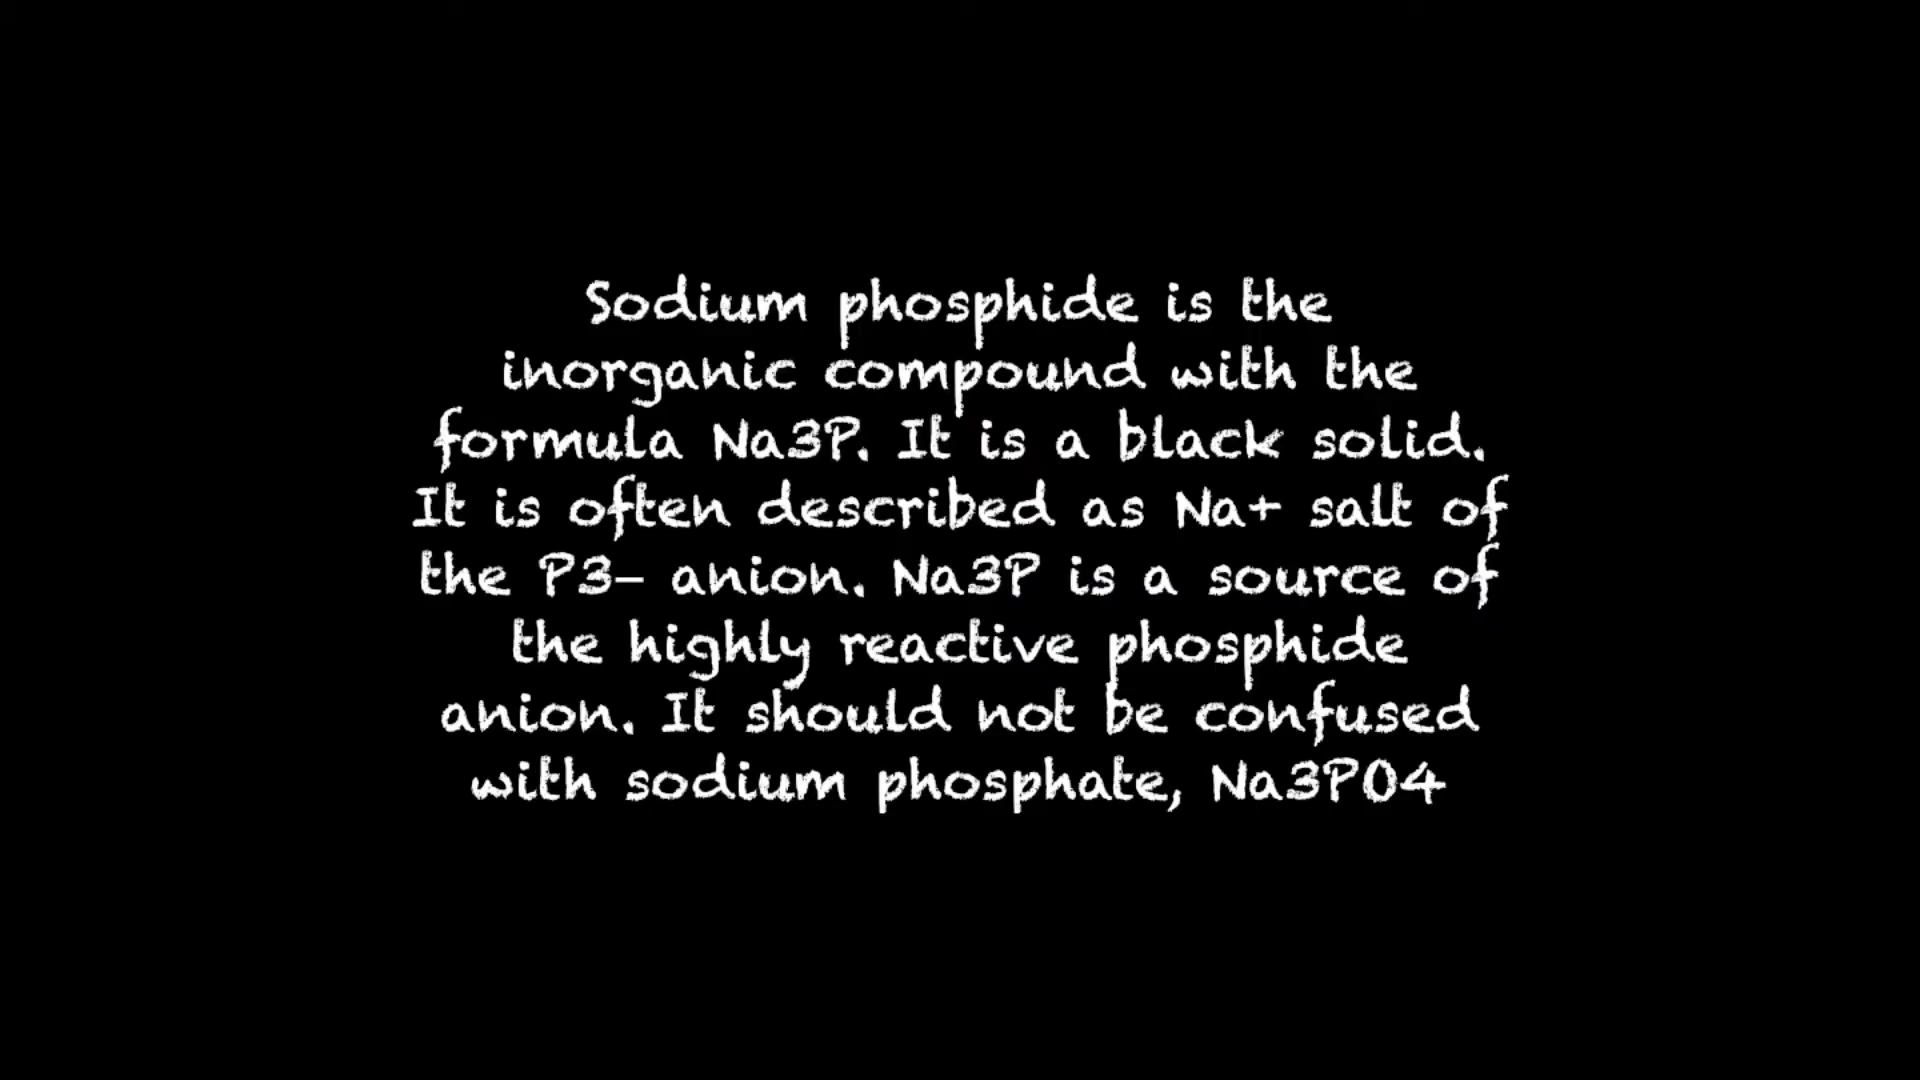 Sodium phosphide is the
inorganic compound with the
formula Na3P. It is a black solid.
It is often described as Na+ salt of
the P3– anion. Na3P is a source of
the highly reactive phosphide
anion. It should not be confused
with sodium phosphate, Na3PO4